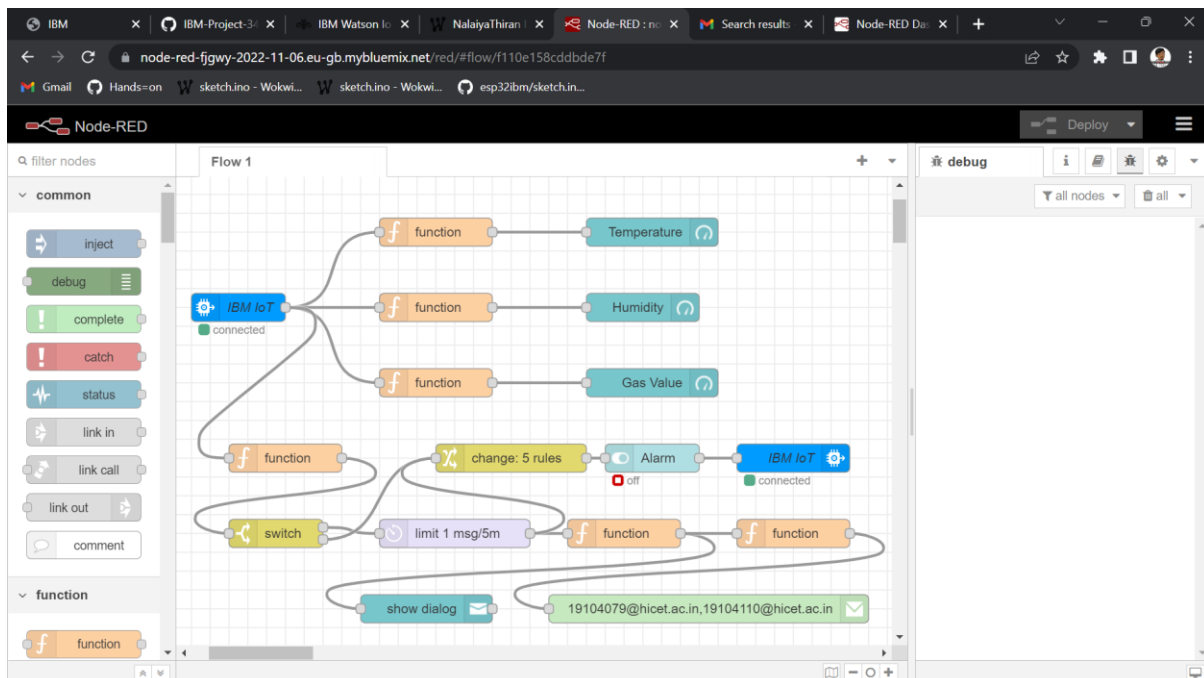 IBM
IBM-Project-34
IBM Watson Io
NalaiyaThiran
Node-RED : no
Search results
Node-RED Das
node-red-fjgwy-2022-11-06.eu-gb.mybluemix.net/red/#flow/f110e158cddbde7f
Gmail Hands=on sketch.ino - Wokwi... sketch.ino - Wokwi... esp32ibm/sketch.in...
Node-RED
Deploy
filter nodes
Flow 1
debug
i
all nodes
all
common
inject
debug
complete
catch
status
link in
link call
link out
comment
function
function
function
Temperature
IBM IoT
connected
function
Humidity
function
Gas Value
function
change: 5 rules
Alarm
off
IBM IoT
connected
switch
limit 1 msg/5m
function
function
show dialog
19104079@hicet.ac.in,19104110@hicet.ac.in